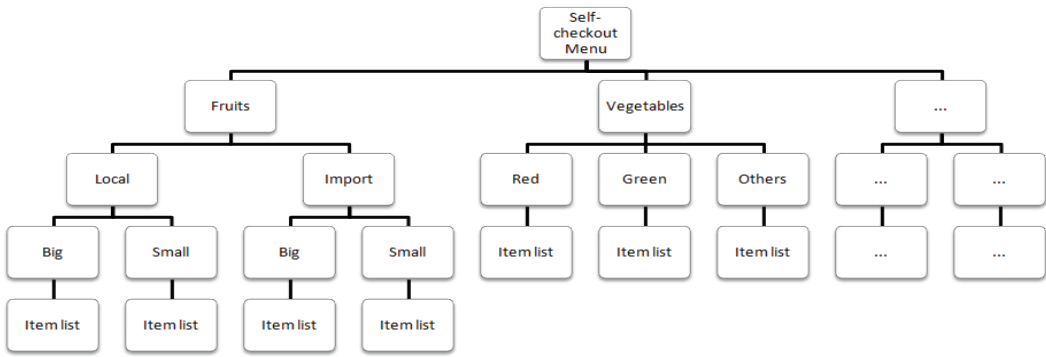 Self-
checkout
Menu
Fruits
Vegetables
...
Local
Import
Red
Green
Others
...
...
Big
Small
Big
Small
Item list
Item list
Item list
...
...
Item list
Item list
Item list
Item list